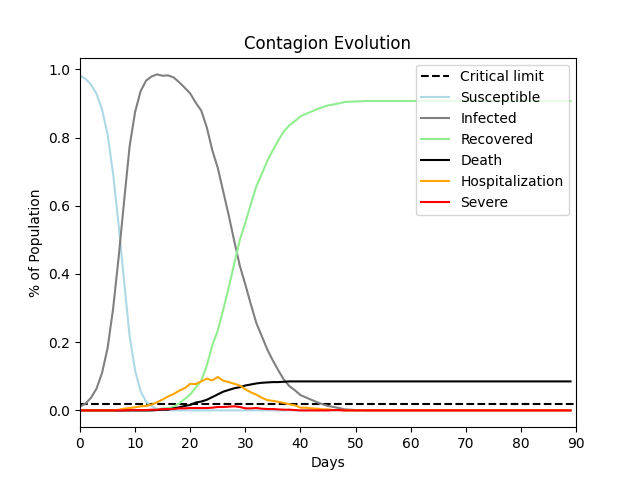 Contagion Evolution
1.0
0.8
0.6
0.4
0.2
0.0
% of Population
0 10 20 30 40 50 60 70 80 90
Days
Critical limit
Susceptible
Infected
Recovered
Death
Hospitalization
Severe